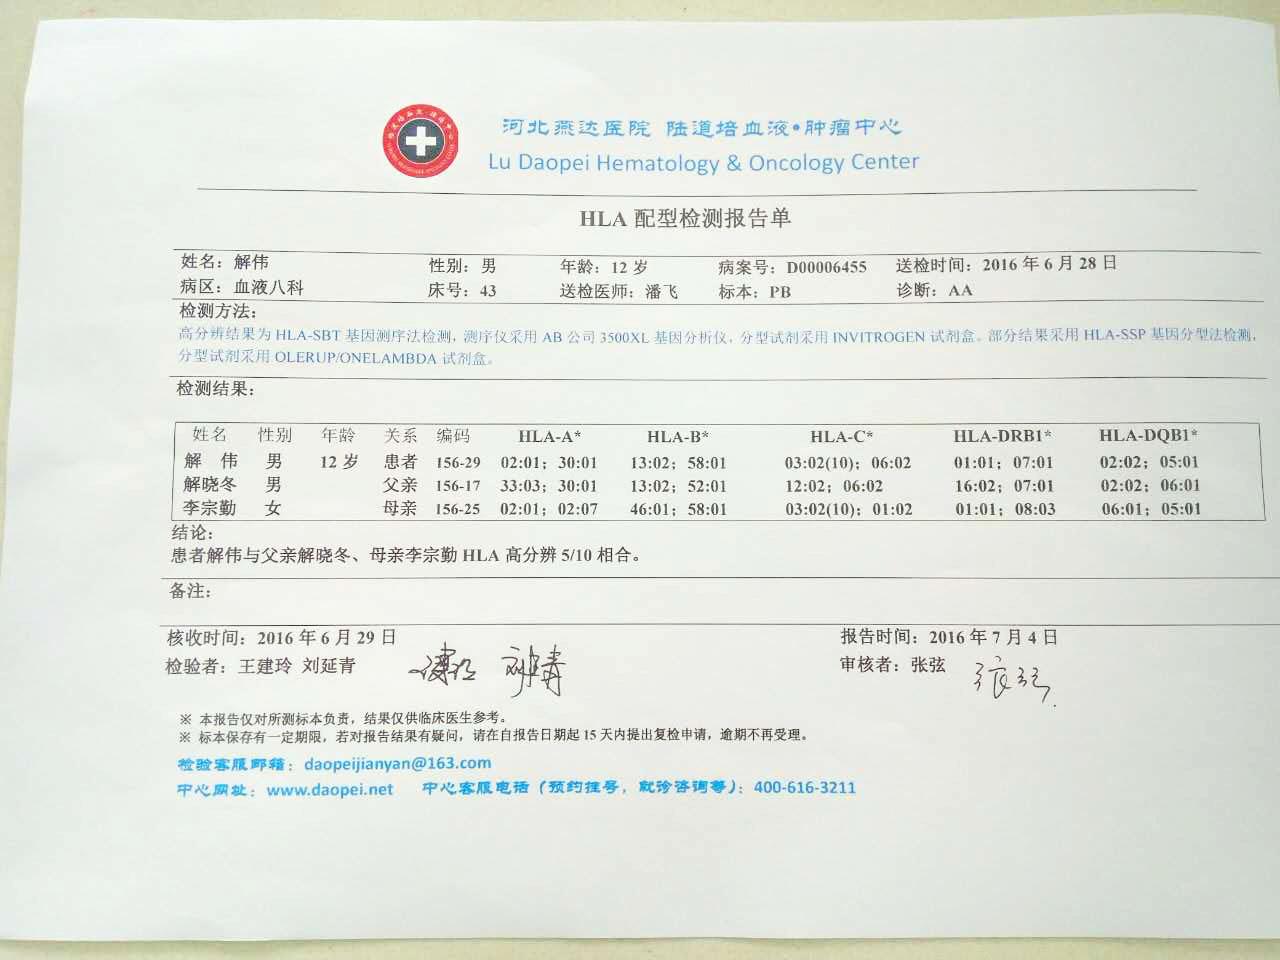 河北燕达医院 陆道培血液•肿瘤中心
Lu Daopei Hematology & Oncology Center
HLA 配型检测报告单
姓名：解伟 性别：男 年龄：12 岁 病案号：D00006455 送检时间：2016 年 6 月 28 日
病区：血液八科 床号：43 送检医师：潘飞 标本：PB 诊断：AA
检测方法：
高分辨结果为 HLA-SBT 基因测序法检测，测序仪采用 AB 公司 3500XL 基因分析仪，分型试剂采用 INVITROGEN 试剂盒。部分结果采用 HLA-SSP 基因分型法检测，
分型试剂采用 OLERUP/ONELAMBDA 试剂盒。
检测结果：
姓名 性别 年龄 关系 编码 HLA-A* HLA-B* HLA-C* HLA-DRB1* HLA-DQB1*
解 伟 男 12 岁 患者 156-29 02:01；30:01 13:02；58:01 03:02(10)；06:02 01:01；07:01 02:02；05:01
解晓冬 男 父亲 156-17 33:03；30:01 13:02；52:01 12:02；06:02 16:02；07:01 02:02；06:01
李宗勤 女 母亲 156-25 02:01；02:07 46:01；58:01 03:02(10)；01:02 01:01；08:03 06:01；05:01
结论：
患者解伟与父亲解晓冬、母亲李宗勤 HLA 高分辨 5/10 相合。
备注：
核收时间：2016 年 6 月 29 日 报告时间：2016 年 7 月 4 日
检验者：王建玲 刘延青 审核者：张弦
※ 本报告仅对所测标本负责，结果仅供临床医生参考。
※ 标本保存有一定期限，若对报告结果有疑问，请在自报告日期起 15 天内提出复检申请，逾期不再受理。
检验客服邮箱：daopeijianyan@163.com
中心网址：www.daopei.net 中心客服电话（预约挂号，就诊咨询等）：400-616-3211